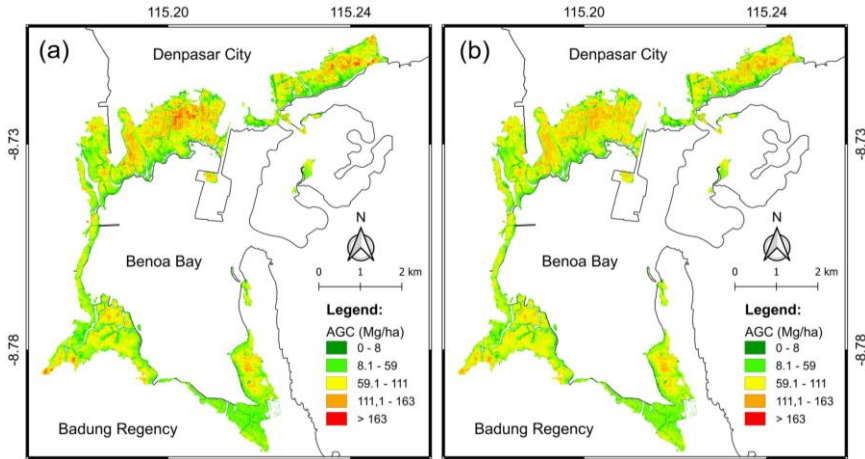 115.20 115.24 115.20 115.24
(a) Denpasar City
(b) Denpasar City
-8.73 -8.73
N
0 1 2 km
N
0 1 2 km
Benoa Bay
Benoa Bay
Legend:
AGC (Mg/ha)
0 - 8
8.1 - 59
59.1 - 111
111,1 - 163
> 163
Legend:
AGC (Mg/ha)
0 - 8
8.1 - 59
59.1 - 111
111,1 - 163
> 163
-8.78 -8.78
Badung Regency
Badung Regency